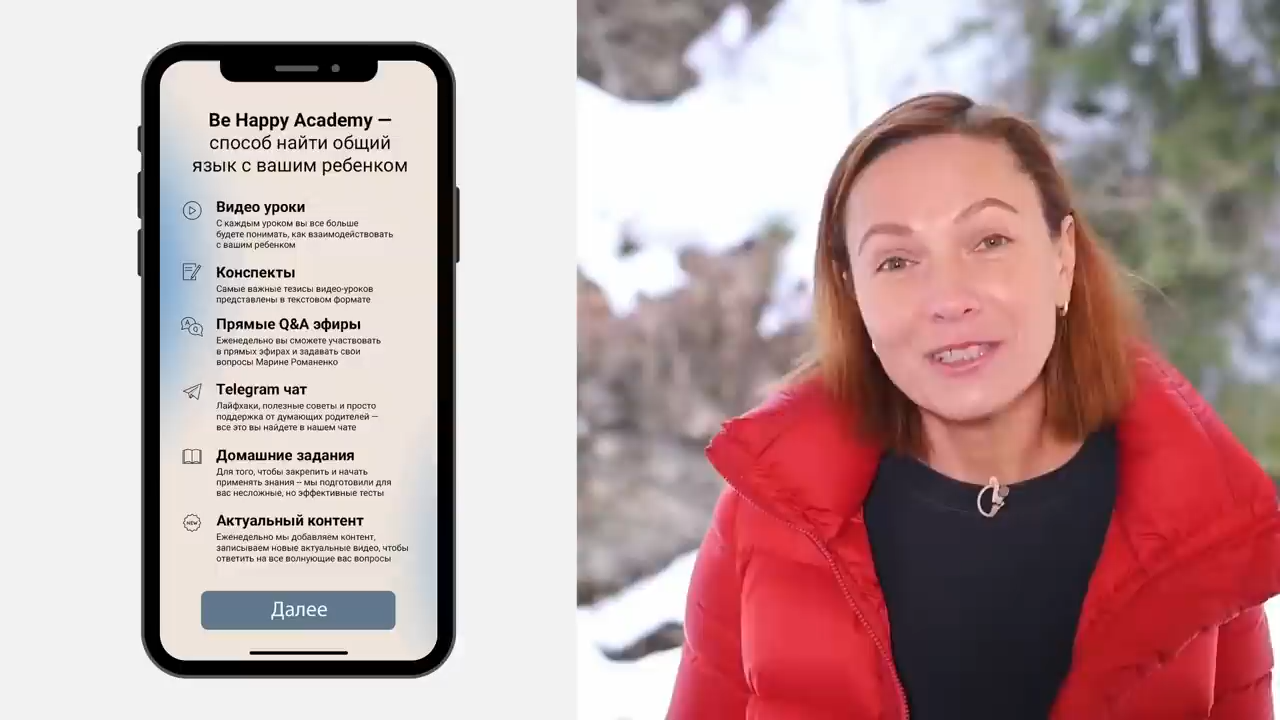 Be Happy Academy —
способ найти общий
язык с вашим ребенком
Видео уроки
С каждым уроком вы все больше
будете понимать, как взаимодействовать
с вашим ребенком
Конспекты
Самые важные тезисы видео-уроков
представлены в текстовом формате
Прямые Q&A эфиры
Еженедельно вы сможете участвовать
в прямых эфирах и задавать свои
вопросы Марине Романенко
Telegram чат
Лайфхаки, полезные советы и просто
поддержка от думающих родителей —
все это вы найдете в нашем чате
Домашние задания
Для того, чтобы закрепить и начать
применять знания – мы подготовили для
вас несложные, но эффективные тесты
NEW
Актуальный контент
Еженедельно мы добавляем контент,
записываем новые актуальные видео, чтобы
ответить на все волнующие вас вопросы
Далее